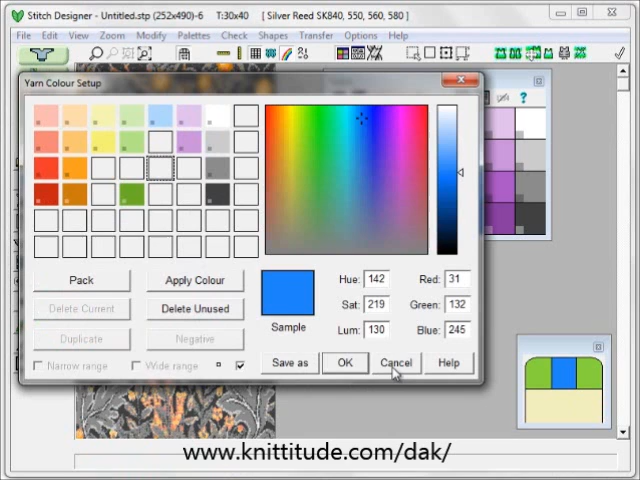 Stitch Designer - Untitled.stp (252x490)-6 T:30x40 [ Silver Reed SK840, 550, 560, 580 ]
File Edit View Zoom Modify Palettes Check Shapes Transfer Options Help
Yarn Colour Setup
Pack Apply Colour
Delete Current Delete Unused
Duplicate Negative
Narrow range Wide range
Sample
Hue: 142 Red: 31
Sat: 219 Green: 132
Lum: 130 Blue: 245
Save as OK Cancel Help
www.knittitude.com/dak/